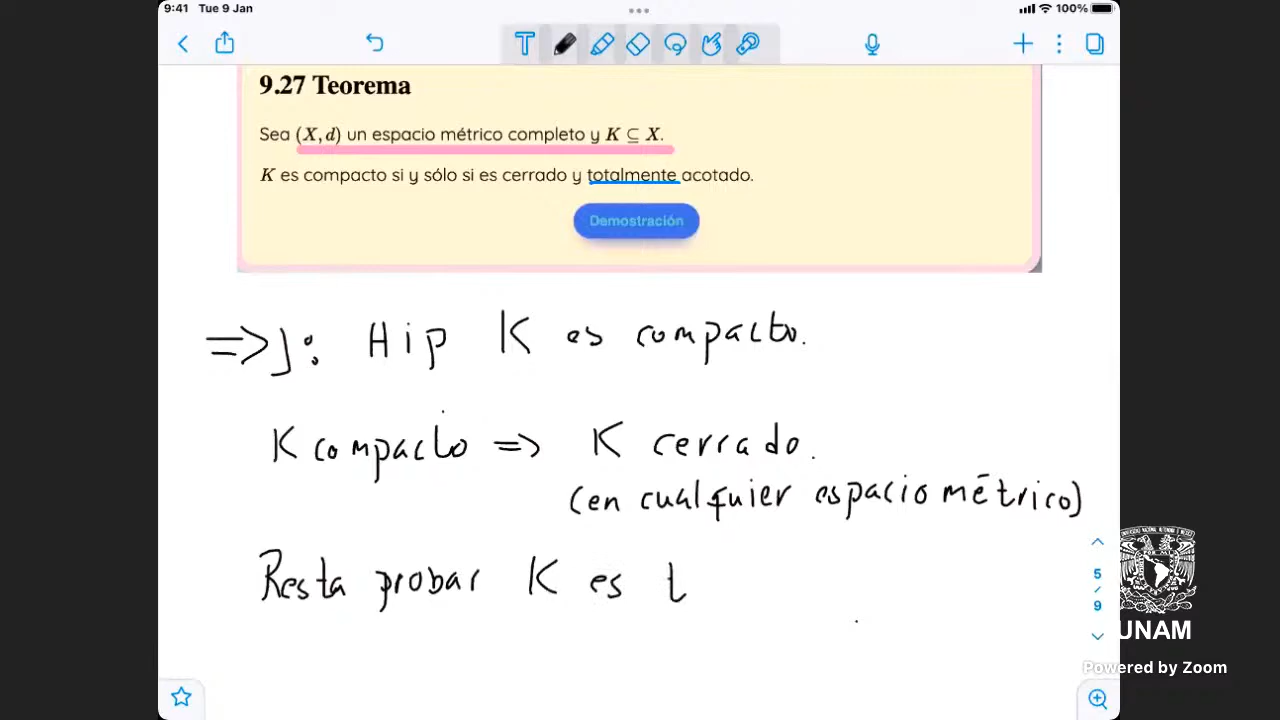 9:41 Tue 9 Jan
100%
9.27 Teorema
Sea (X, d) un espacio métrico completo y K ⊆ X.
K es compacto si y sólo si es cerrado y totalmente acotado.
Demostración
=>]: Hip K es compacto.
K compacto => K cerrado.
(en cualquier espacio métrico)
Resta probar K es t
5
/
9
UNAM
Powered by Zoom